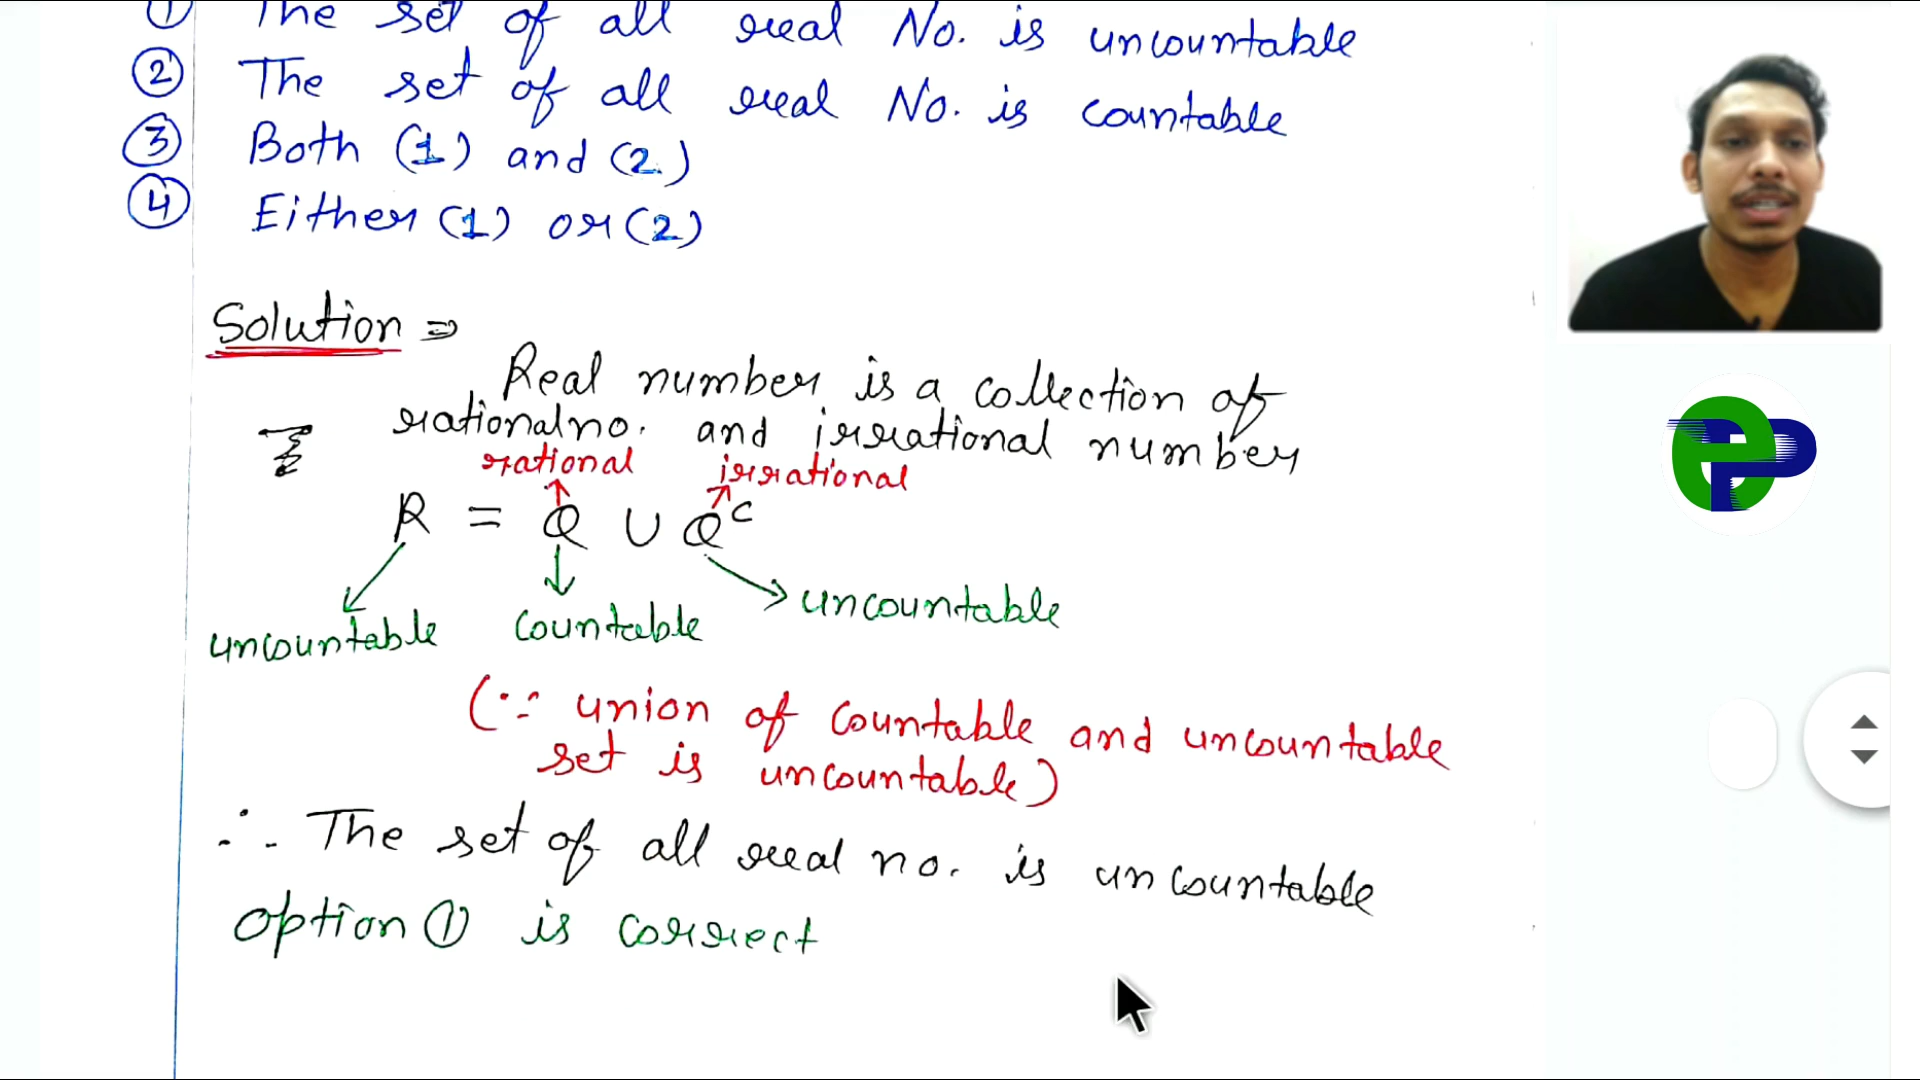 ① The set of all real No. is uncountable
② The set of all real No. is countable
③ Both (1) and (2)
④ Either (1) or (2)
Solution ⇒
Real number is a collection of
rational no. and irrational number
rational irrational
R = Q ∪ Qᶜ
uncountable countable uncountable
(∵ union of countable and uncountable
set is uncountable)
∴ The set of all real no. is uncountable
option ① is correct
eP